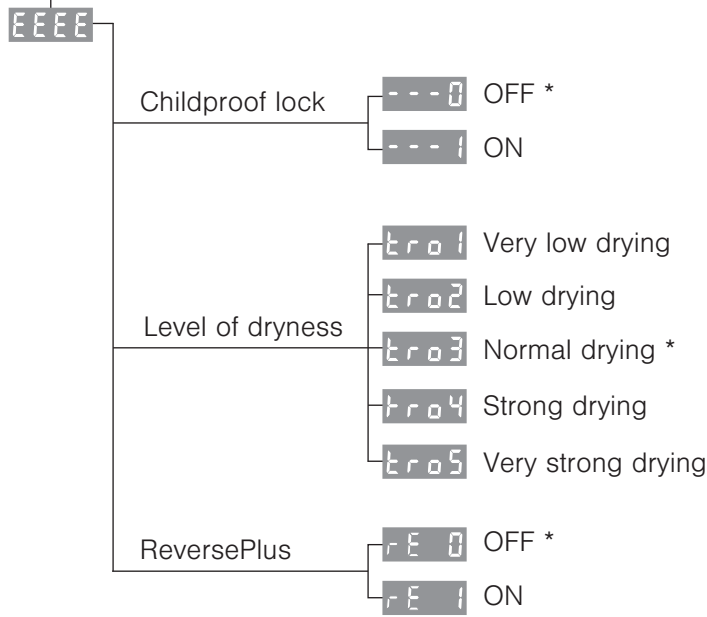 EEEE
Childproof lock
---0 OFF *
---1 ON
Level of dryness
tro1 Very low drying
tro2 Low drying
tro3 Normal drying *
tro4 Strong drying
tro5 Very strong drying
ReversePlus
rE 0 OFF *
rE 1 ON